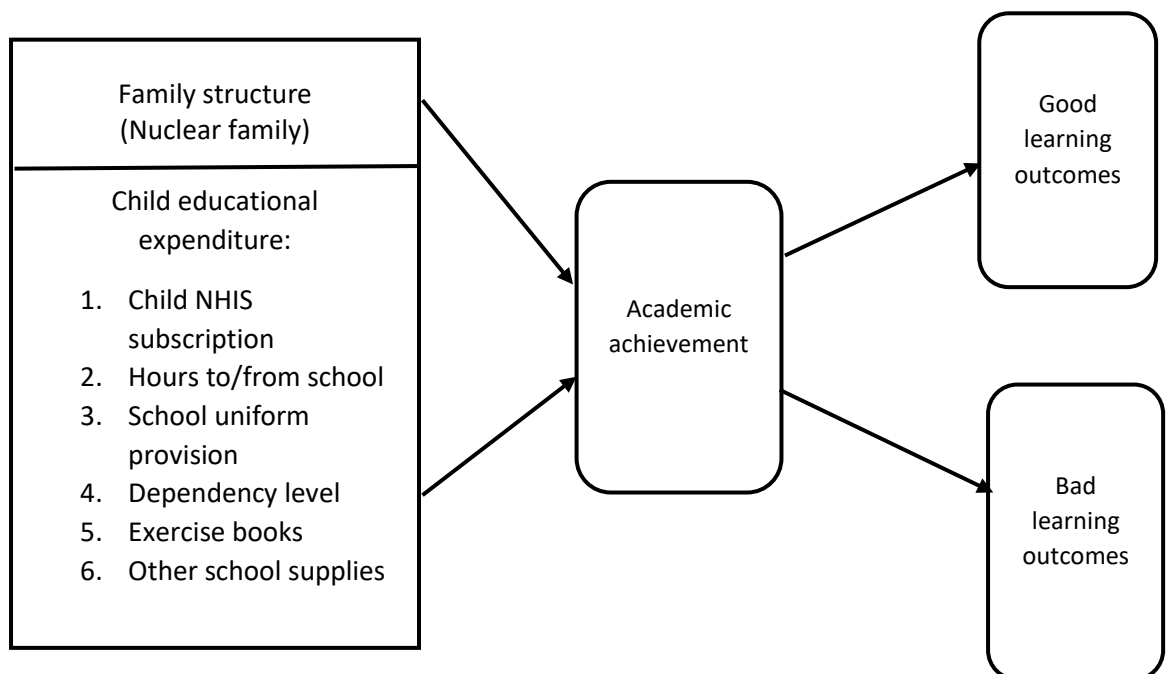 Family structure
(Nuclear family)
Child educational
expenditure:
1. Child NHIS
subscription
2. Hours to/from school
3. School uniform
provision
4. Dependency level
5. Exercise books
6. Other school supplies
Academic
achievement
Good
learning
outcomes
Bad
learning
outcomes